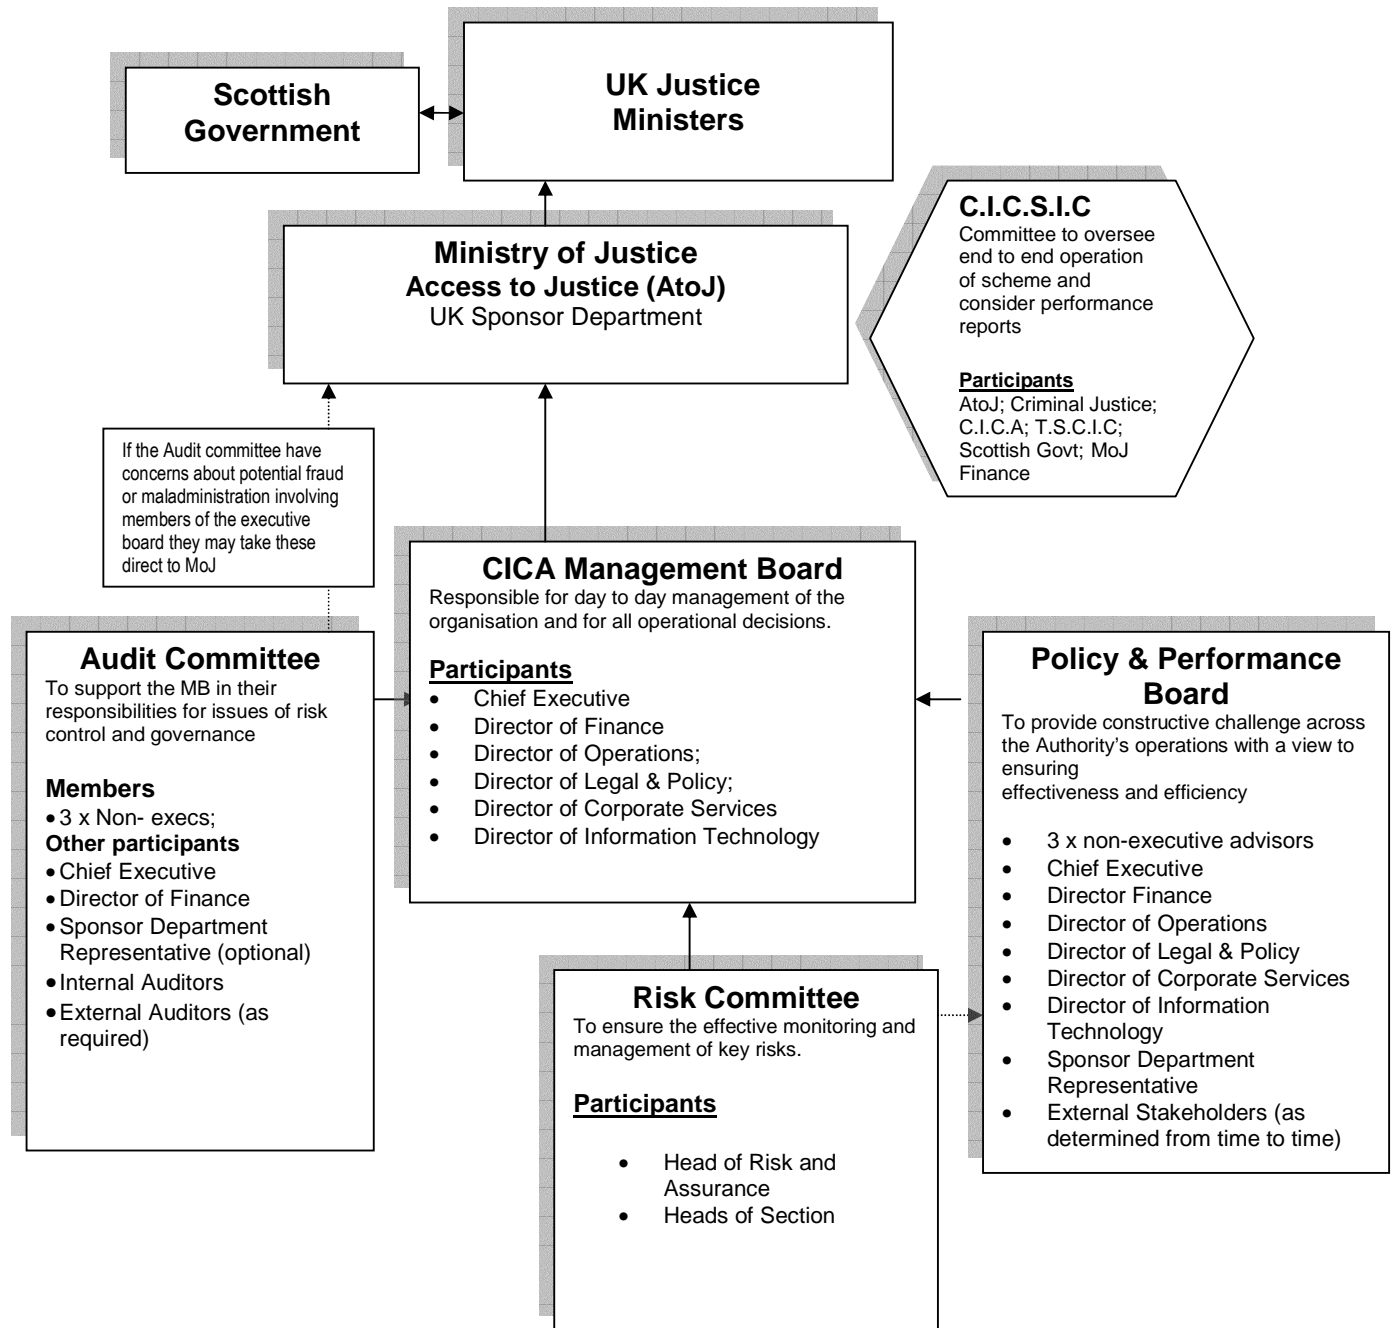 Scottish
Government
UK Justice
Ministers
Ministry of Justice
Access to Justice (AtoJ)
UK Sponsor Department
C.I.C.S.I.C
Committee to oversee
end to end operation
of scheme and
consider performance
reports
Participants
AtoJ; Criminal Justice;
C.I.C.A; T.S.C.I.C;
Scottish Govt; MoJ
Finance
If the Audit committee have
concerns about potential fraud
or maladministration involving
members of the executive
board they may take these
direct to MoJ
CICA Management Board
Responsible for day to day management of the
organisation and for all operational decisions.
Participants
• Chief Executive
• Director of Finance
• Director of Operations;
• Director of Legal & Policy;
• Director of Corporate Services
• Director of Information Technology
Audit Committee
To support the MB in their
responsibilities for issues of risk
control and governance
Members
• 3 x Non- execs;
Other participants
• Chief Executive
• Director of Finance
• Sponsor Department
Representative (optional)
• Internal Auditors
• External Auditors (as
required)
Policy & Performance
Board
To provide constructive challenge across
the Authority's operations with a view to
ensuring
effectiveness and efficiency
• 3 x non-executive advisors
• Chief Executive
• Director Finance
• Director of Operations
• Director of Legal & Policy
• Director of Corporate Services
• Director of Information
Technology
• Sponsor Department
Representative
• External Stakeholders (as
determined from time to time)
Risk Committee
To ensure the effective monitoring and
management of key risks.
Participants
• Head of Risk and
Assurance
• Heads of Section